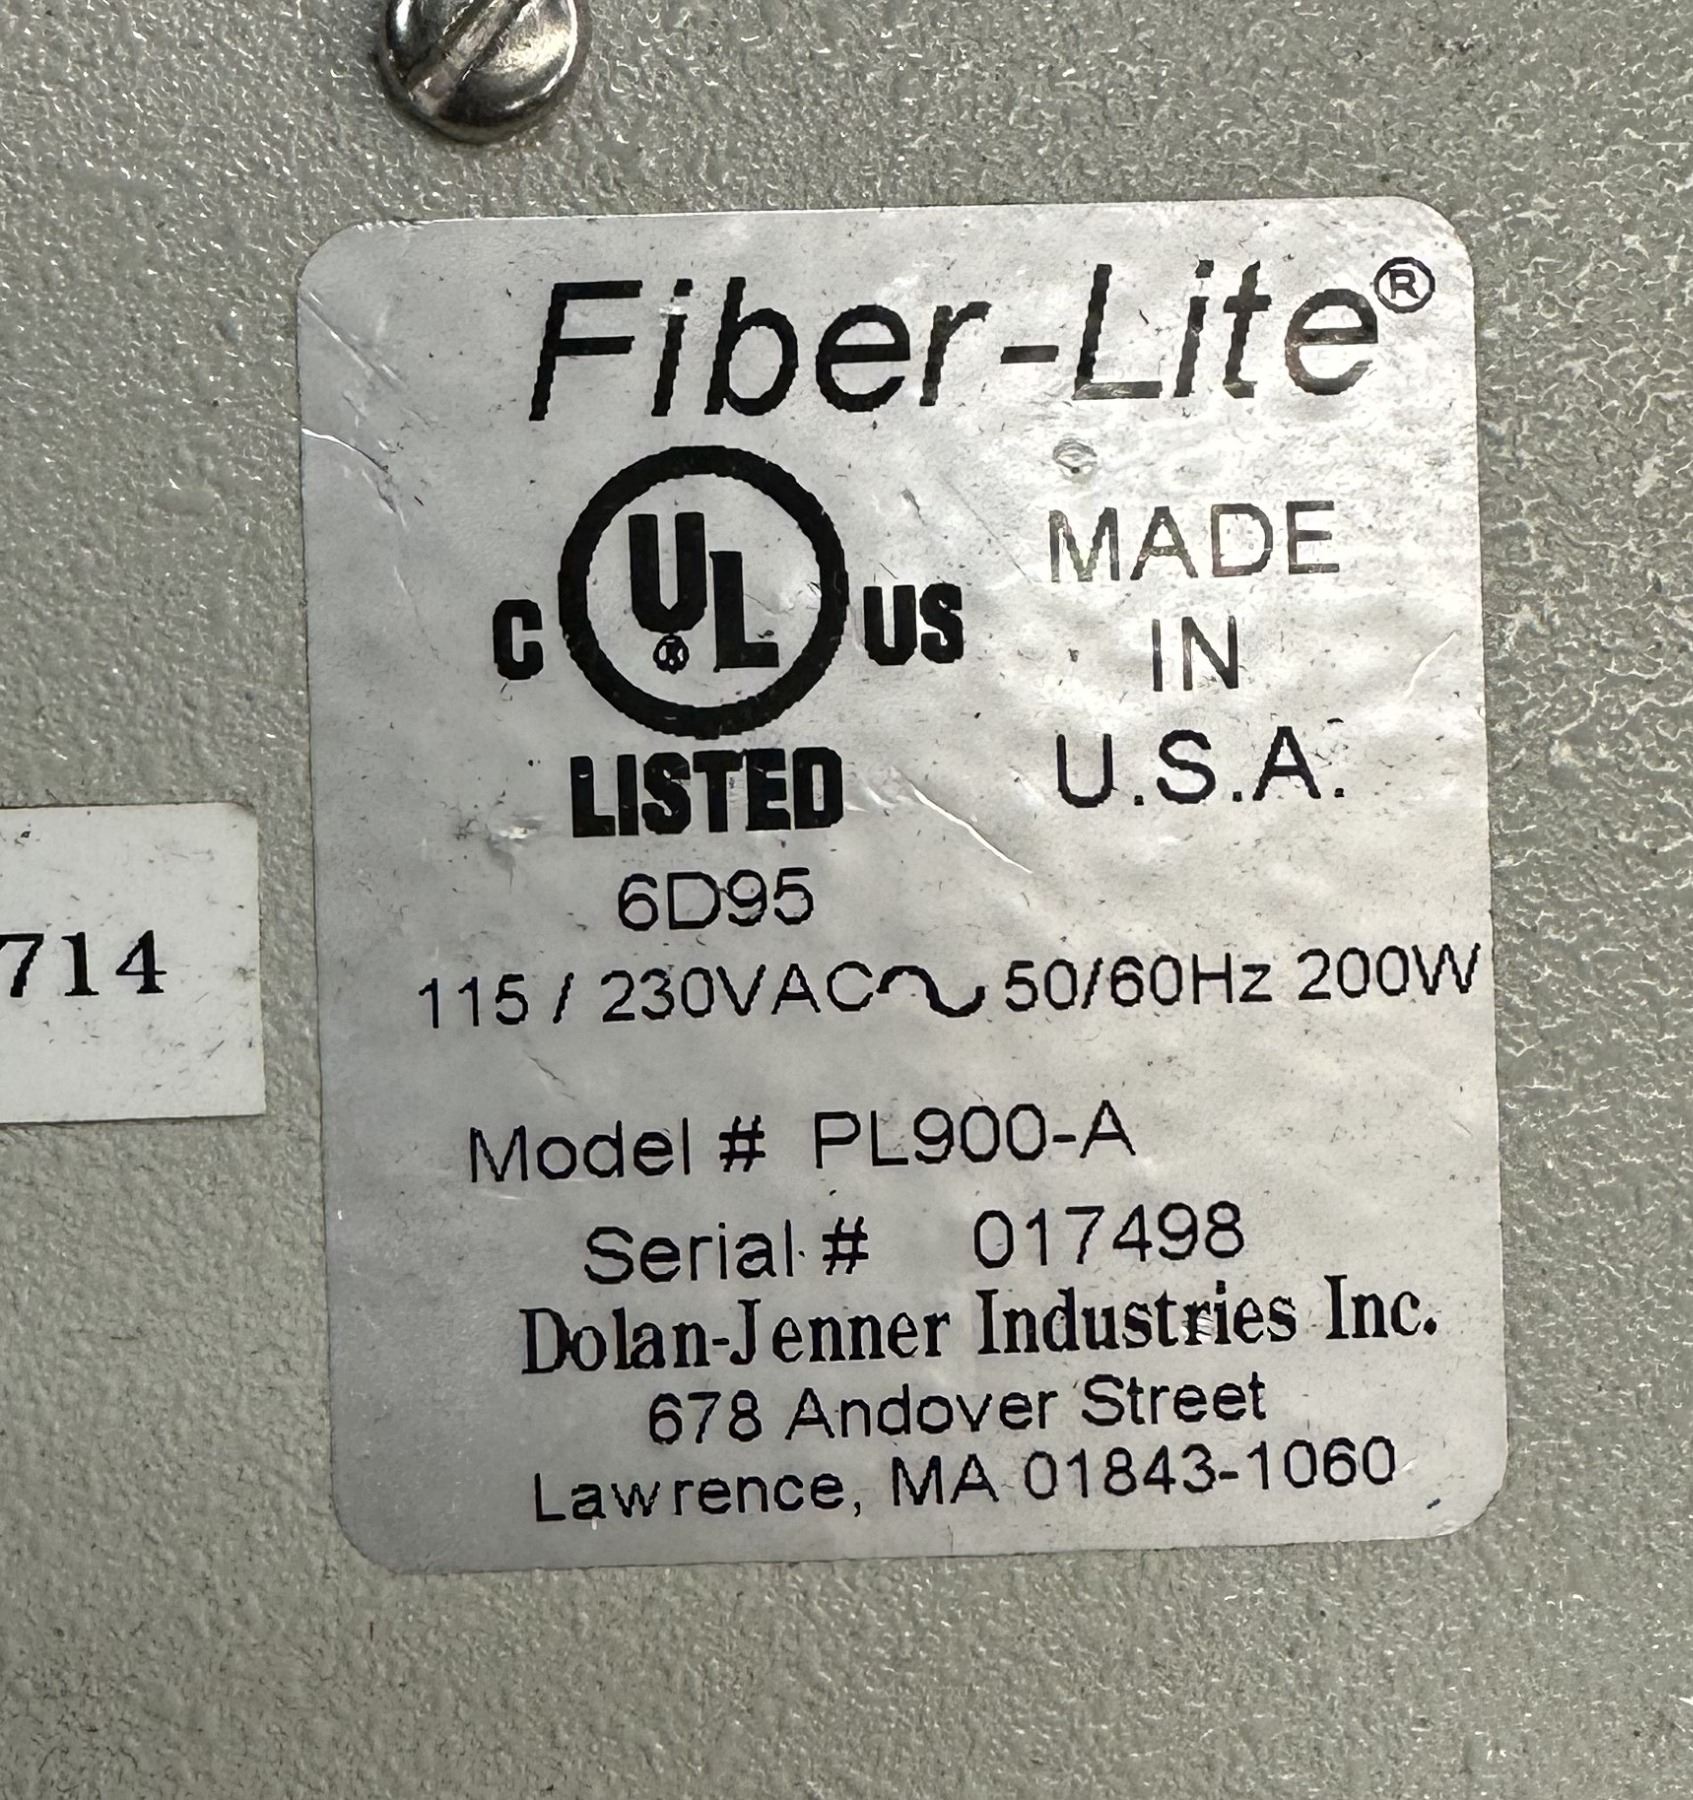 Fiber-Lite®
C UL® US
LISTED
MADE
IN
U.S.A.
6D95
115 / 230VAC∿ 50/60Hz 200W
Model # PL900-A
Serial # 017498
Dolan-Jenner Industries Inc.
678 Andover Street
Lawrence, MA 01843-1060
714